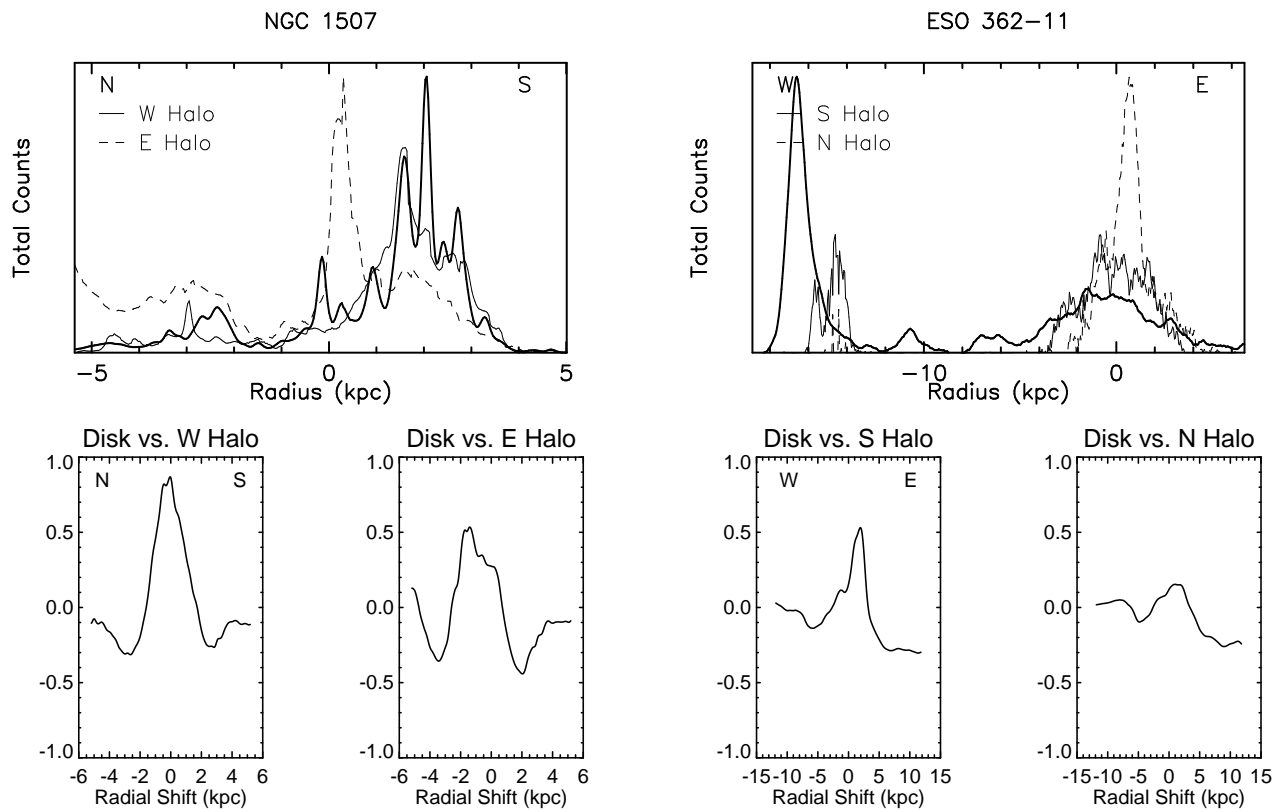 NGC 1507
ESO 362-11
Total Counts
N
S
W Halo
E Halo
-5
0
5
Radius (kpc)
Total Counts
W
E
S Halo
N Halo
-10
0
Radius (kpc)
Disk vs. W Halo
N
S
1.0
0.5
0.0
-0.5
-1.0
-6 -4 -2 0 2 4 6
Radial Shift (kpc)
Disk vs. E Halo
1.0
0.5
0.0
-0.5
-1.0
-6 -4 -2 0 2 4 6
Radial Shift (kpc)
Disk vs. S Halo
W
E
1.0
0.5
0.0
-0.5
-1.0
-15 -10 -5 0 5 10 15
Radial Shift (kpc)
Disk vs. N Halo
1.0
0.5
0.0
-0.5
-1.0
-15 -10 -5 0 5 10 15
Radial Shift (kpc)